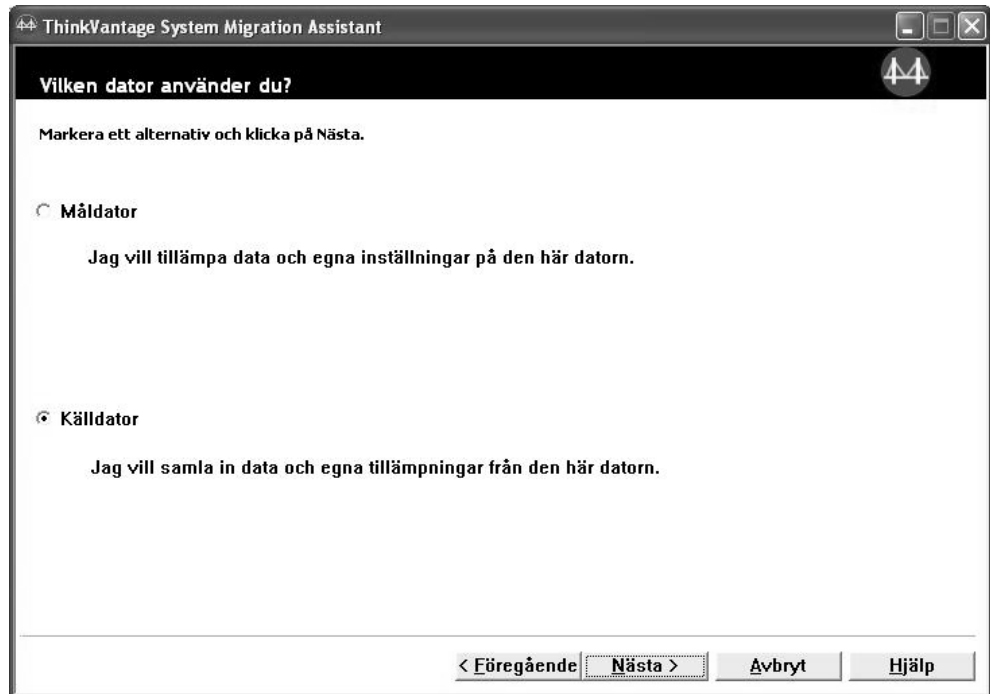 ThinkVantage System Migration Assistant
Vilken dator använder du?
Markera ett alternativ och klicka på Nästa.
Måldator
Jag vill tillämpa data och egna inställningar på den här datorn.
Källdator
Jag vill samla in data och egna tillämpningar från den här datorn.
< Föregående Nästa > Avbryt Hjälp